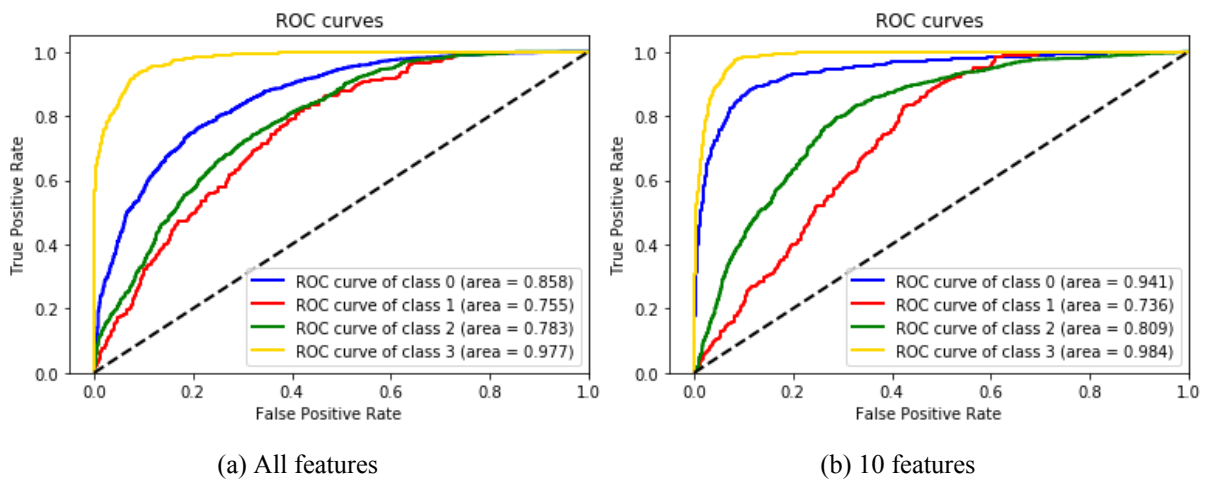 ROC curves
1.0
0.8
0.6
0.4
0.2
0.0
True Positive Rate
ROC curve of class 0 (area = 0.858)
ROC curve of class 1 (area = 0.755)
ROC curve of class 2 (area = 0.783)
ROC curve of class 3 (area = 0.977)
0.0 0.2 0.4 0.6 0.8 1.0
False Positive Rate
(a) All features
ROC curves
1.0
0.8
0.6
0.4
0.2
0.0
True Positive Rate
ROC curve of class 0 (area = 0.941)
ROC curve of class 1 (area = 0.736)
ROC curve of class 2 (area = 0.809)
ROC curve of class 3 (area = 0.984)
0.0 0.2 0.4 0.6 0.8 1.0
False Positive Rate
(b) 10 features